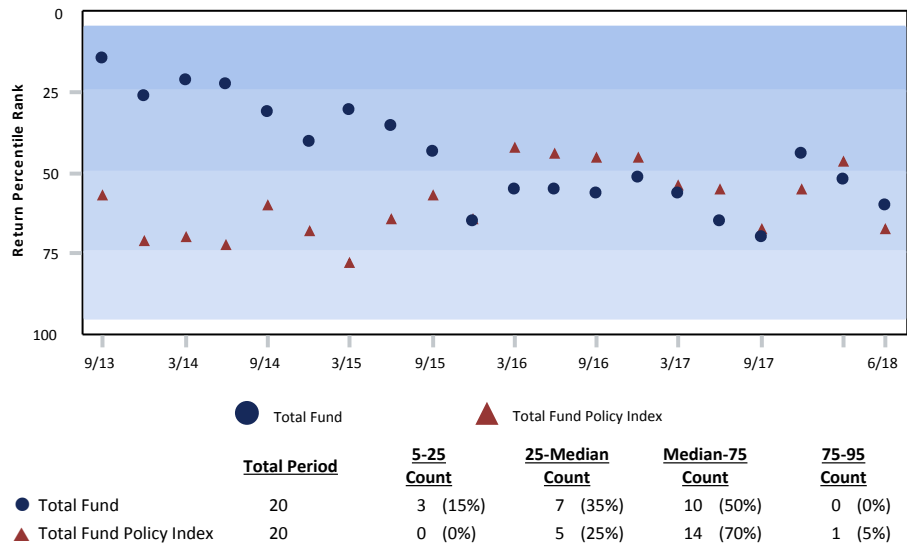 0
25
50
75
100
Return Percentile Rank
9/13 3/14 9/14 3/15 9/15 3/16 9/16 3/17 9/17 6/18
Total Fund Total Fund Policy Index
Total Period 5-25 Count 25-Median Count Median-75 Count 75-95 Count
Total Fund 20 3 (15%) 7 (35%) 10 (50%) 0 (0%)
Total Fund Policy Index 20 0 (0%) 5 (25%) 14 (70%) 1 (5%)